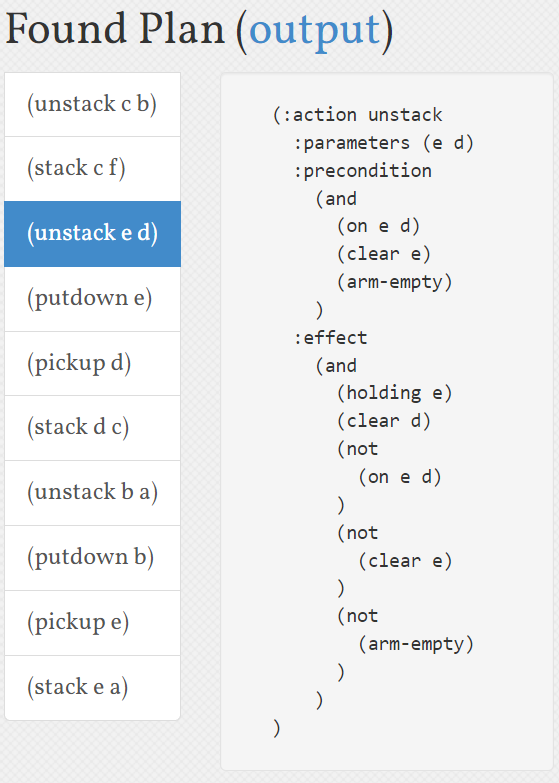 Found Plan (output)
(unstack c b)
(stack c f)
(unstack e d)
(putdown e)
(pickup d)
(stack d c)
(unstack b a)
(putdown b)
(pickup e)
(stack e a)
(:action unstack
  :parameters (e d)
  :precondition
    (and
      (on e d)
      (clear e)
      (arm-empty)
    )
  :effect
    (and
      (holding e)
      (clear d)
      (not
        (on e d)
      )
      (not
        (clear e)
      )
      (not
        (arm-empty)
      )
    )
)